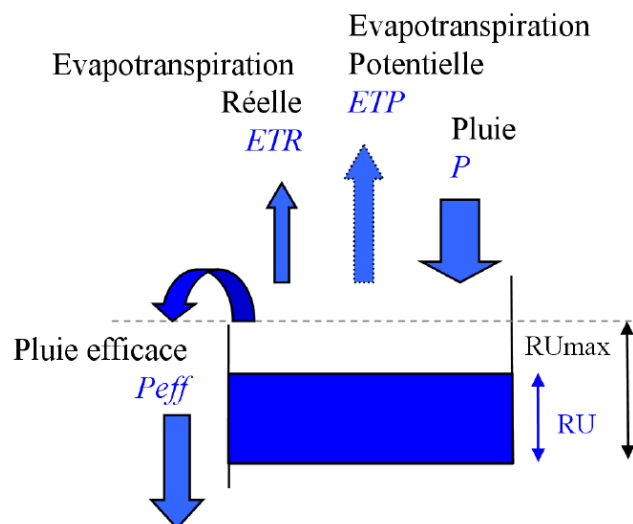 Evapotranspiration
Réelle
ETR
Evapotranspiration
Potentielle
ETP
Pluie
P
Pluie efficace
Peff
RUmax
RU